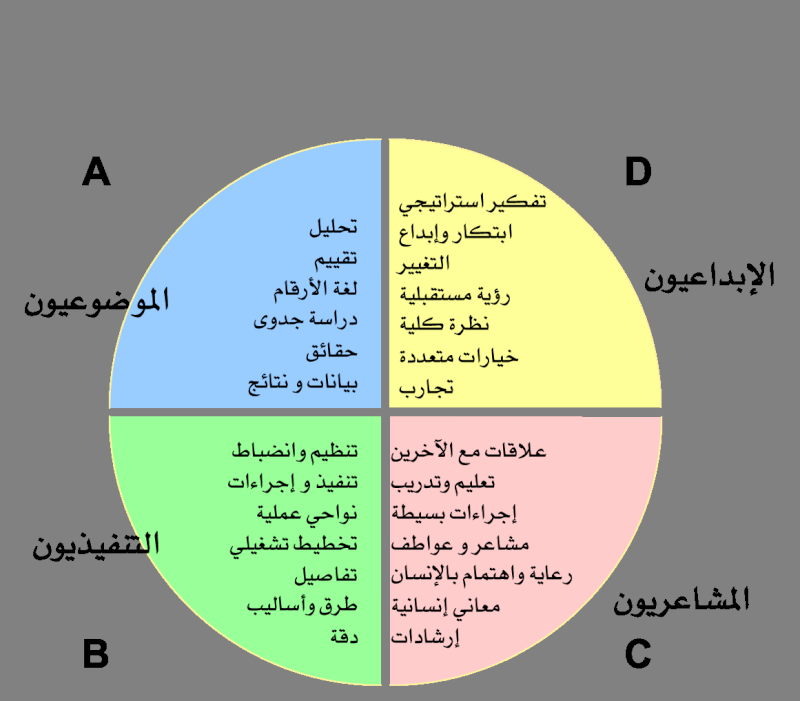 A
الموضوعيون
تحليل
تقييم
لغة الأرقام
دراسة جدوى
حقائق
بيانات و نتائج
D
الإبداعيون
تفكير استراتيجي
ابتكار وإبداع
التغيير
رؤية مستقبلية
نظرة كلية
خيارات متعددة
تجارب
B
التنفيذيون
تنظيم وانضباط
تنفيذ و إجراءات
نواحي عملية
تخطيط تشغيلي
تفاصيل
طرق وأساليب
دقة
C
المشاعريون
علاقات مع الآخرين
تعليم وتدريب
إجراءات بسيطة
مشاعر و عواطف
رعاية واهتمام بالإنسان
معاني إنسانية
إرشادات